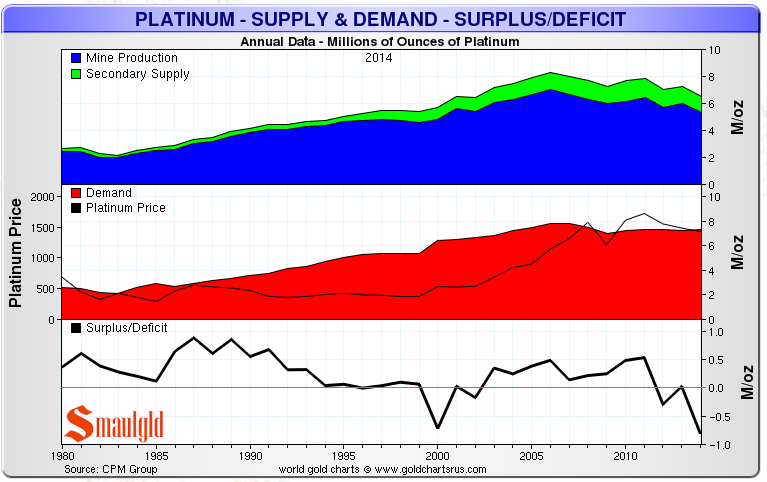 PLATINUM - SUPPLY & DEMAND - SURPLUS/DEFICIT
Annual Data - Millions of Ounces of Platinum
Mine Production
2014
Secondary Supply
10
8
6
4
2
0
M/oz
Demand
Platinum Price
2000
1500
1000
500
0
Platinum Price
10
8
6
4
2
0
M/oz
Surplus/Deficit
1.0
0.5
0.0
-0.5
-1.0
M/oz
Smaulgld
1980
1985
1990
1995
2000
2005
2010
Source: CPM Group
world gold charts @ www.goldchartsrus.com